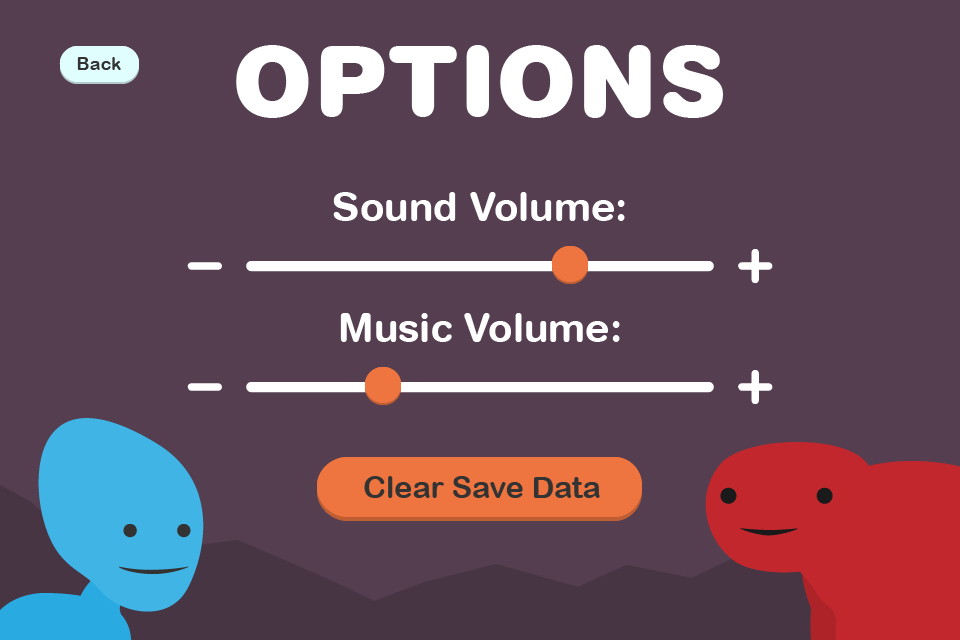 Back
OPTIONS
Sound Volume:
Music Volume:
Clear Save Data